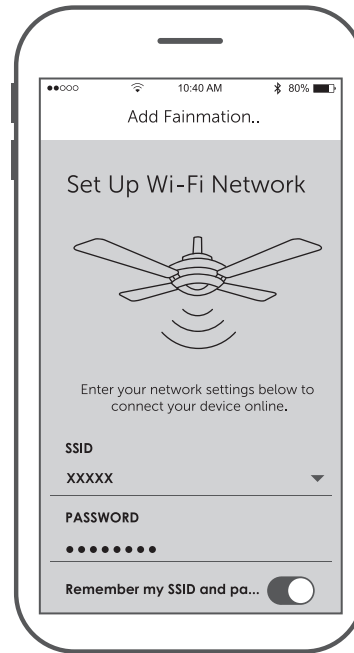 10:40 AM 80%
Add Fainmation..
Set Up Wi-Fi Network
Enter your network settings below to
connect your device online.
SSID
XXXXX
PASSWORD
Remember my SSID and pa...